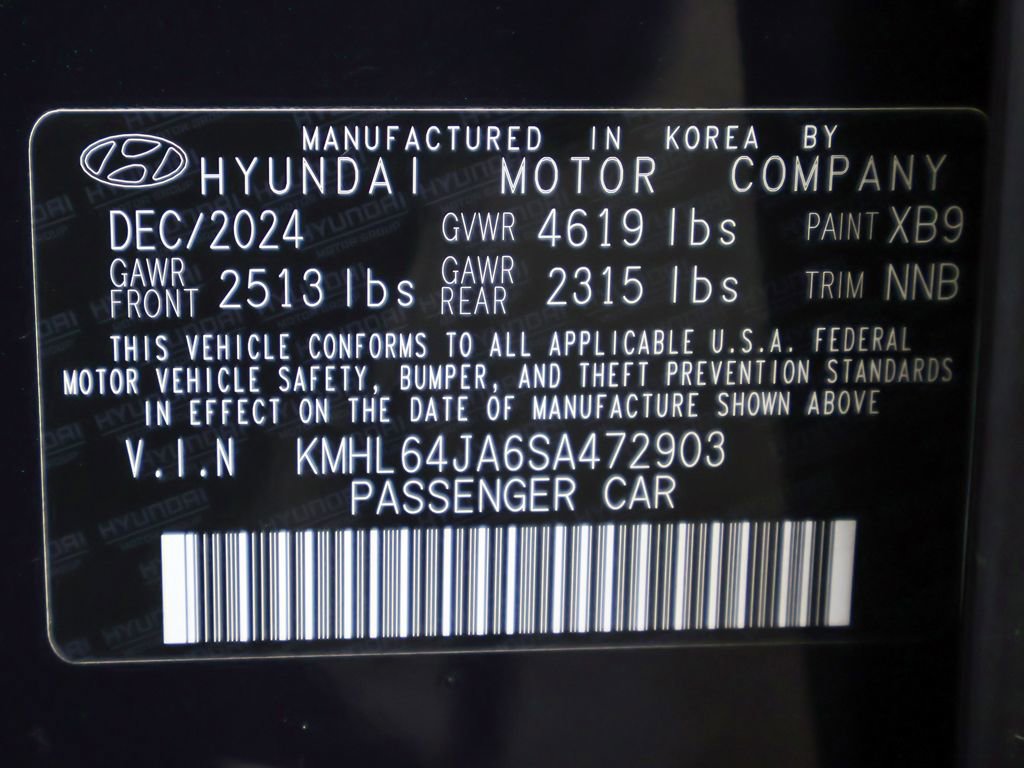 MANUFACTURED IN KOREA BY
HYUNDAI MOTOR COMPANY
DEC/2024 GVWR 4619 lbs PAINT XB9
GAWR FRONT 2513 lbs GAWR REAR 2315 lbs TRIM NNB
THIS VEHICLE CONFORMS TO ALL APPLICABLE U.S.A. FEDERAL
MOTOR VEHICLE SAFETY, BUMPER, AND THEFT PREVENTION STANDARDS
IN EFFECT ON THE DATE OF MANUFACTURE SHOWN ABOVE
V.I.N KMHL64JA6SA472903
PASSENGER CAR